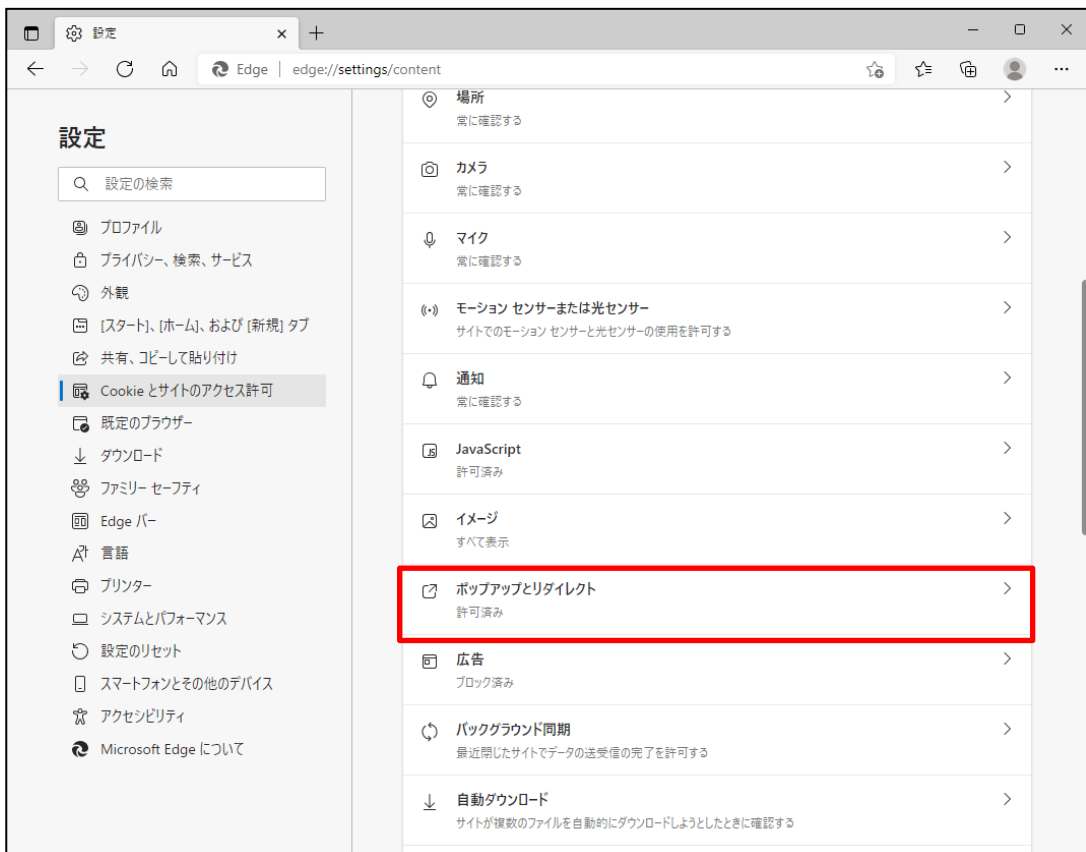 設定
Edge edge://settings/content
設定
設定の検索
プロファイル
プライバシー、検索、サービス
外観
[スタート]、[ホーム]、および [新規] タブ
共有、コピーして貼り付け
Cookie とサイトのアクセス許可
既定のブラウザー
ダウンロード
ファミリー セーフティ
Edge バー
言語
プリンター
システムとパフォーマンス
設定のリセット
スマートフォンとその他のデバイス
アクセシビリティ
Microsoft Edge について
場所
常に確認する
カメラ
常に確認する
マイク
常に確認する
モーション センサーまたは光センサー
サイトでのモーション センサーと光センサーの使用を許可する
通知
常に確認する
JavaScript
許可済み
イメージ
すべて表示
ポップアップとリダイレクト
許可済み
広告
ブロック済み
バックグラウンド同期
最近閉じたサイトでデータの送受信の完了を許可する
自動ダウンロード
サイトが複数のファイルを自動的にダウンロードしようとしたときに確認する